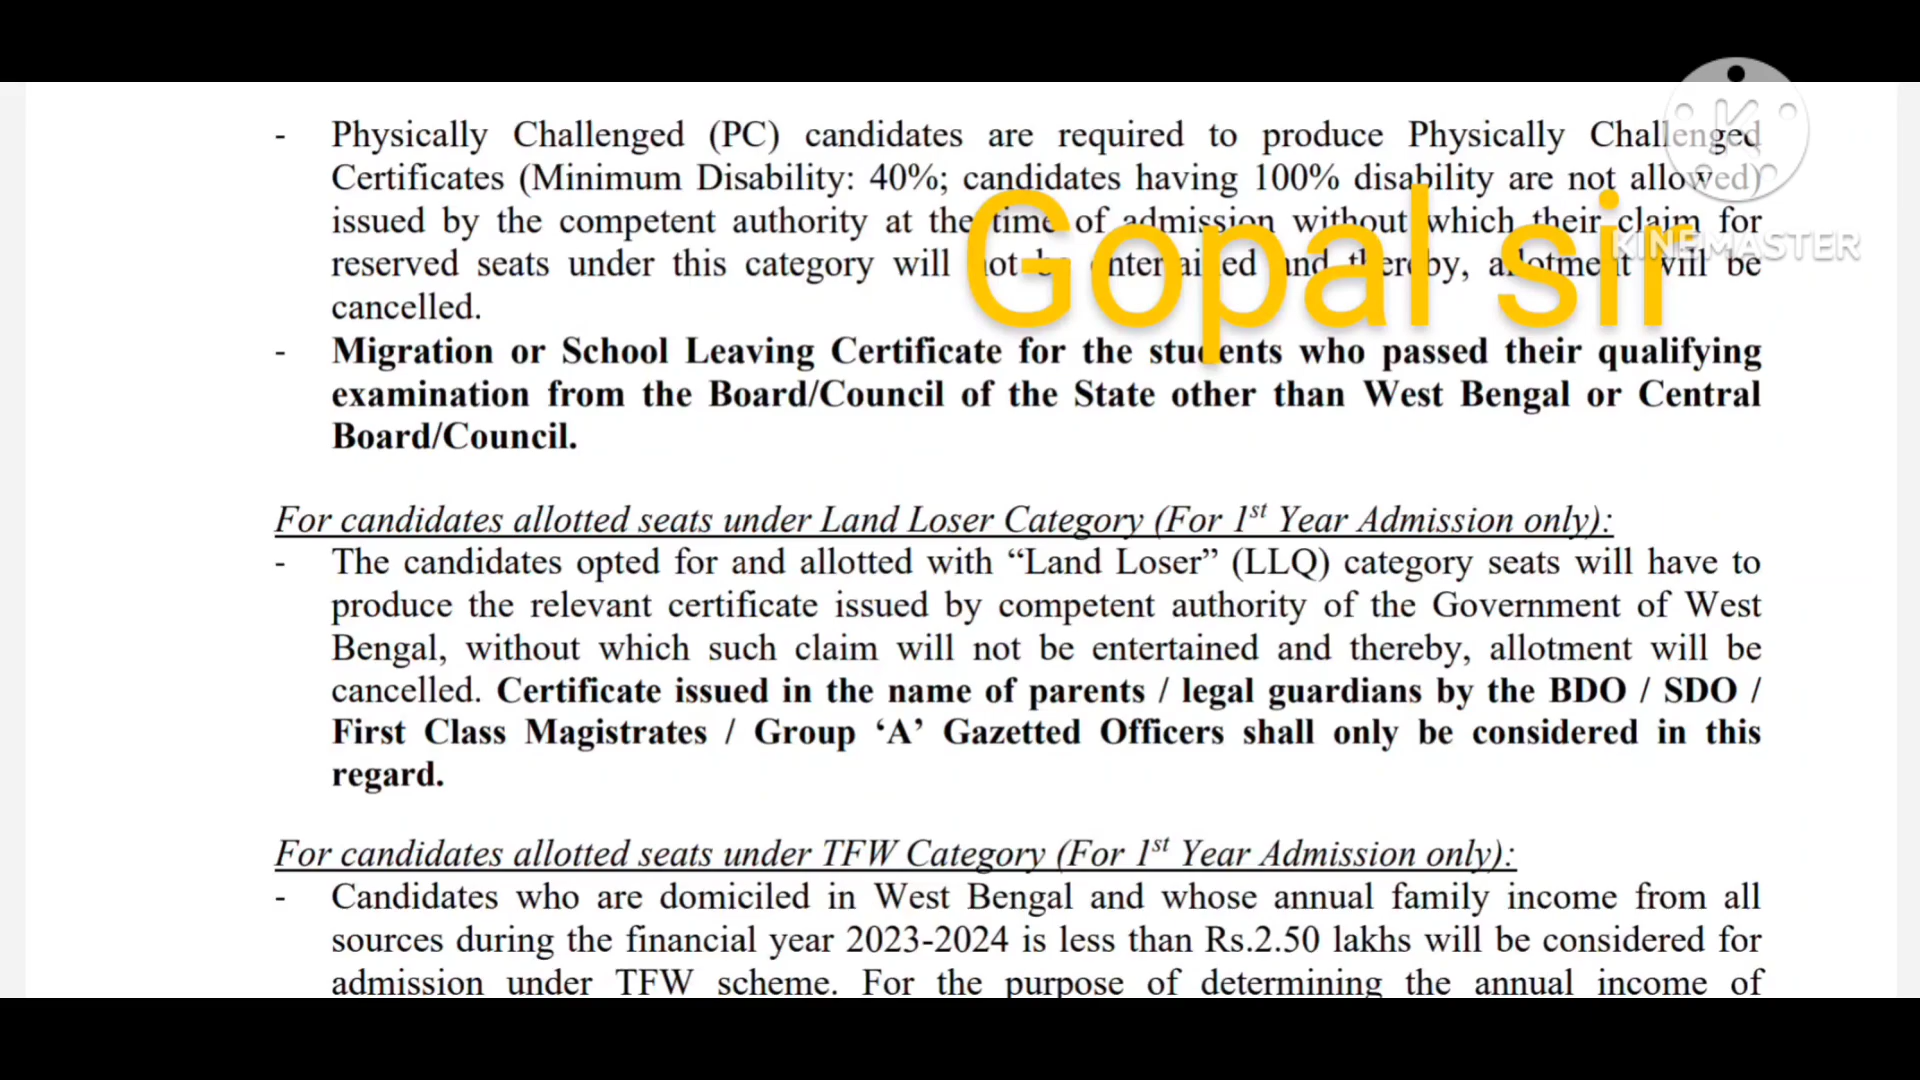 - Physically Challenged (PC) candidates are required to produce Physically Challenged
Certificates (Minimum Disability: 40%; candidates having 100% disability are not allowed)
issued by the competent authority at the time of admission without which their claim for
reserved seats under this category will not be entertained and thereby, allotment will be
cancelled.
Gopal sir
KINEMASTER
- Migration or School Leaving Certificate for the students who passed their qualifying
examination from the Board/Council of the State other than West Bengal or Central
Board/Council.
For candidates allotted seats under Land Loser Category (For 1st Year Admission only):
- The candidates opted for and allotted with “Land Loser” (LLQ) category seats will have to
produce the relevant certificate issued by competent authority of the Government of West
Bengal, without which such claim will not be entertained and thereby, allotment will be
cancelled. Certificate issued in the name of parents / legal guardians by the BDO / SDO /
First Class Magistrates / Group ‘A’ Gazetted Officers shall only be considered in this
regard.
For candidates allotted seats under TFW Category (For 1st Year Admission only):
- Candidates who are domiciled in West Bengal and whose annual family income from all
sources during the financial year 2023-2024 is less than Rs.2.50 lakhs will be considered for
admission under TFW scheme. For the purpose of determining the annual income of